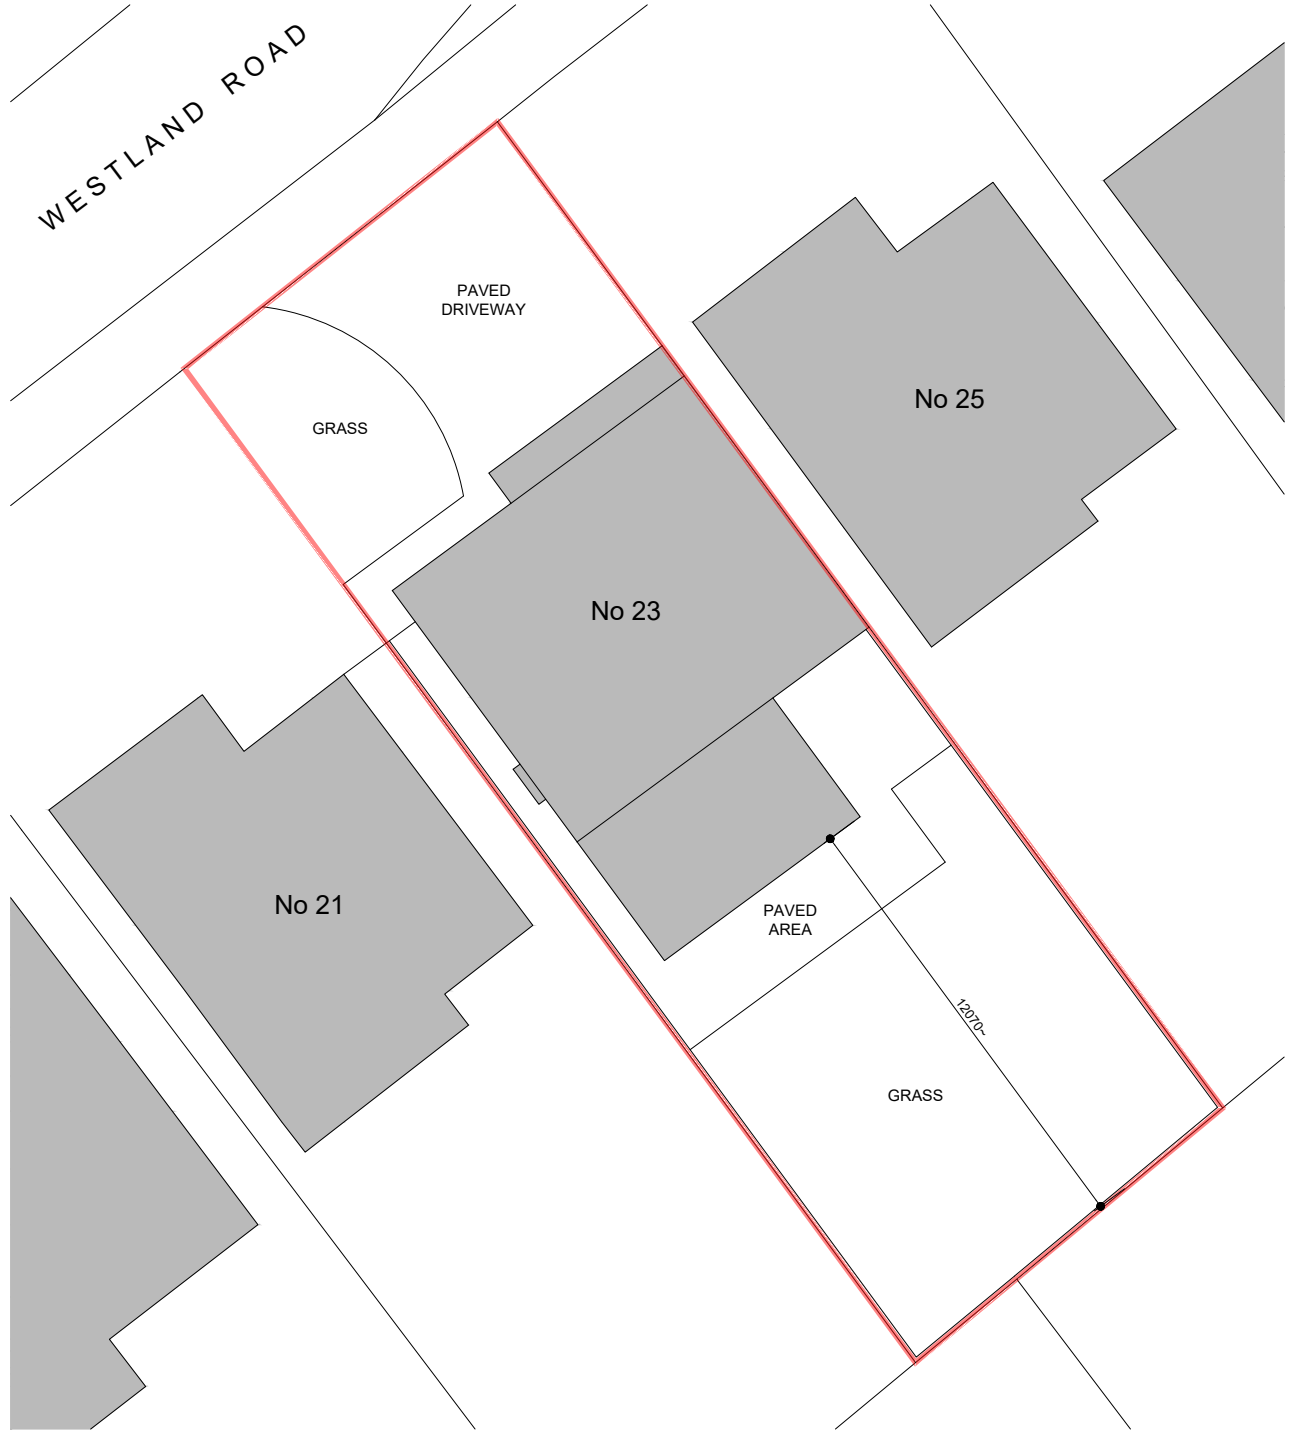 WESTLAND ROAD
PAVED
DRIVEWAY
No 25
GRASS
No 23
No 21
PAVED
AREA
12070~
GRASS